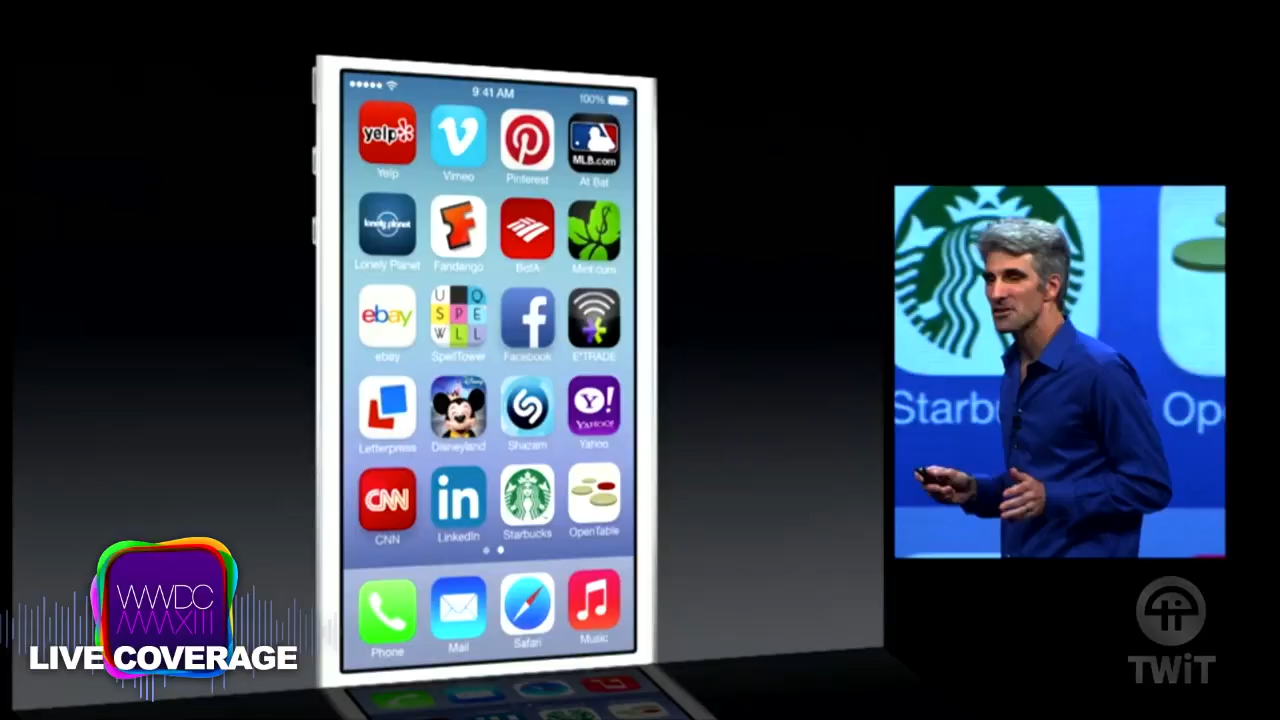 9:41 AM 100%
yelp
MLB.com
Yelp Vimeo Pinterest At Bat
lonely planet
Lonely Planet Fandango BofA Mint.com
ebay
U S P E W E L L
ebay SpellTower Facebook E*TRADE
Disney
Y!
YAHOO!
Letterpress Disneyland Shazam Yahoo
CNN in
CNN LinkedIn Starbucks OpenTable
Phone Mail Safari Music
Starbu Op
WWDC
MMXIII
LIVE COVERAGE
TWiT